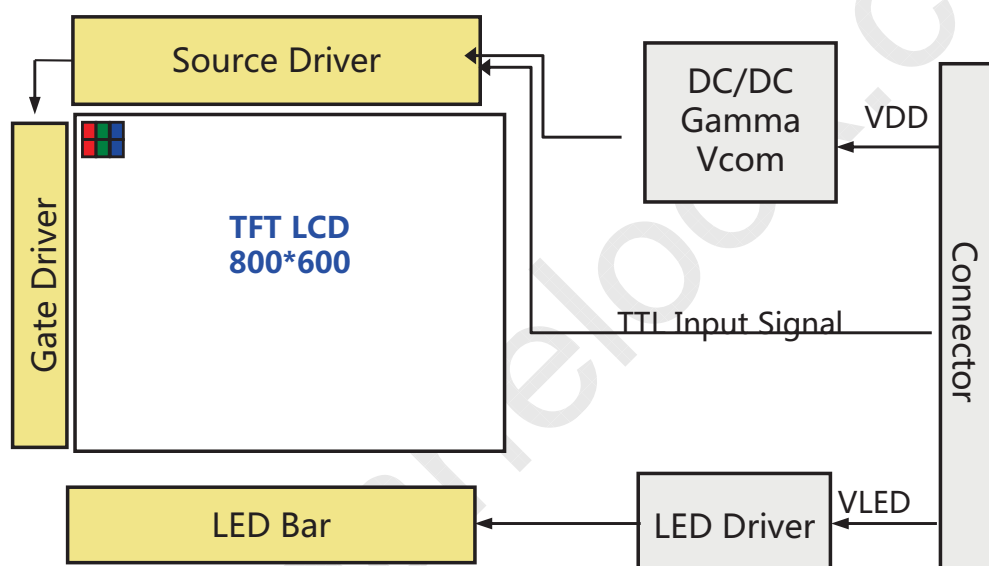 Source Driver
DC/DC
Gamma
Vcom
VDD
Gate Driver
TFT LCD
800*600
TTL Input Signal
Connector
LED Bar
LED Driver
VLED